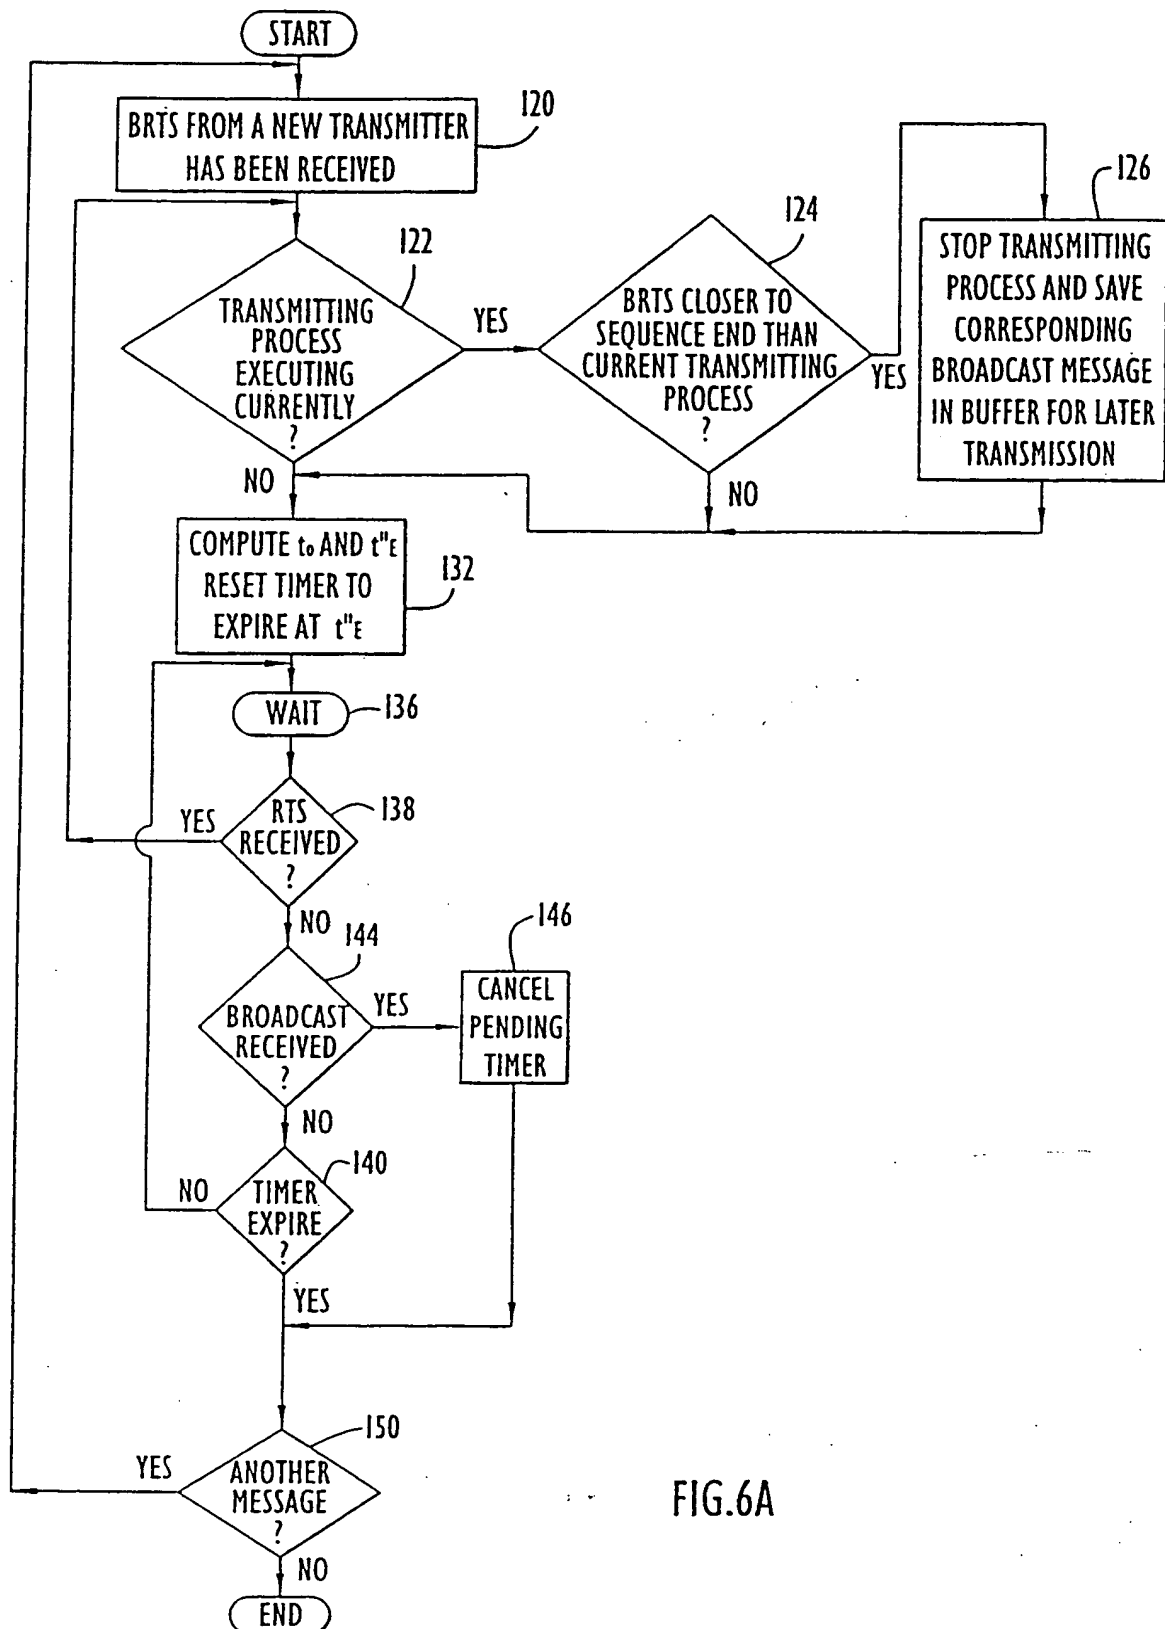 START
BRTS FROM A NEW TRANSMITTER
HAS BEEN RECEIVED
120
TRANSMITTING
PROCESS
EXECUTING
CURRENTLY
?
122
YES
NO
BRTS CLOSER TO
SEQUENCE END THAN
CURRENT TRANSMITTING
PROCESS
?
124
YES
NO
STOP TRANSMITTING
PROCESS AND SAVE
CORRESPONDING
BROADCAST MESSAGE
IN BUFFER FOR LATER
TRANSMISSION
126
COMPUTE to AND t"E
RESET TIMER TO
EXPIRE AT t"E
132
WAIT
136
RTS
RECEIVED
?
138
YES
NO
BROADCAST
RECEIVED
?
144
YES
NO
CANCEL
PENDING
TIMER
146
TIMER
EXPIRE
?
140
NO
YES
ANOTHER
MESSAGE
?
150
YES
NO
END
FIG.6A